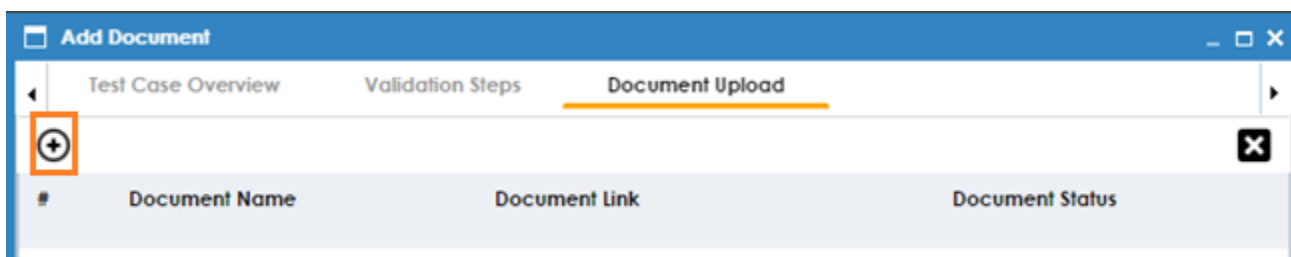 Add Document
Test Case Overview Validation Steps Document Upload
# Document Name Document Link Document Status